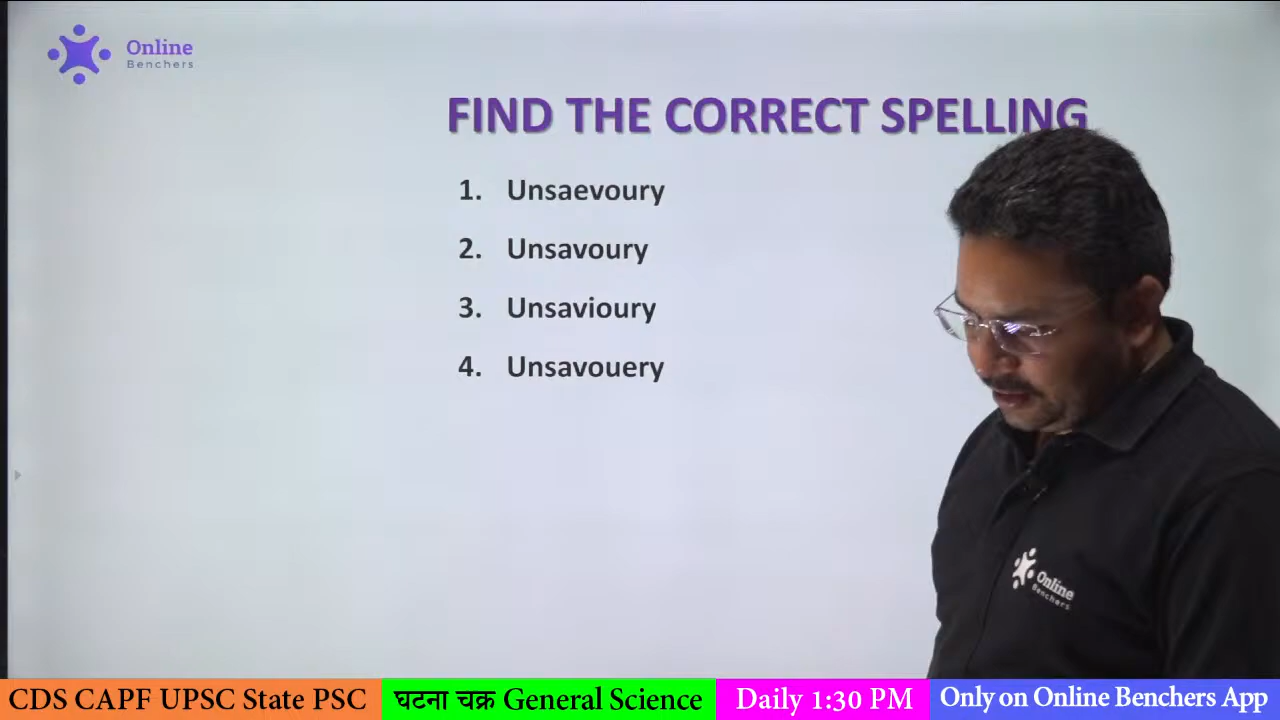 Online
Benchers
FIND THE CORRECT SPELLING
1. Unsaevoury
2. Unsavoury
3. Unsavioury
4. Unsavouery
Online
Benchers
CDS CAPF UPSC State PSC घटना चक्र General Science Daily 1:30 PM Only on Online Benchers App